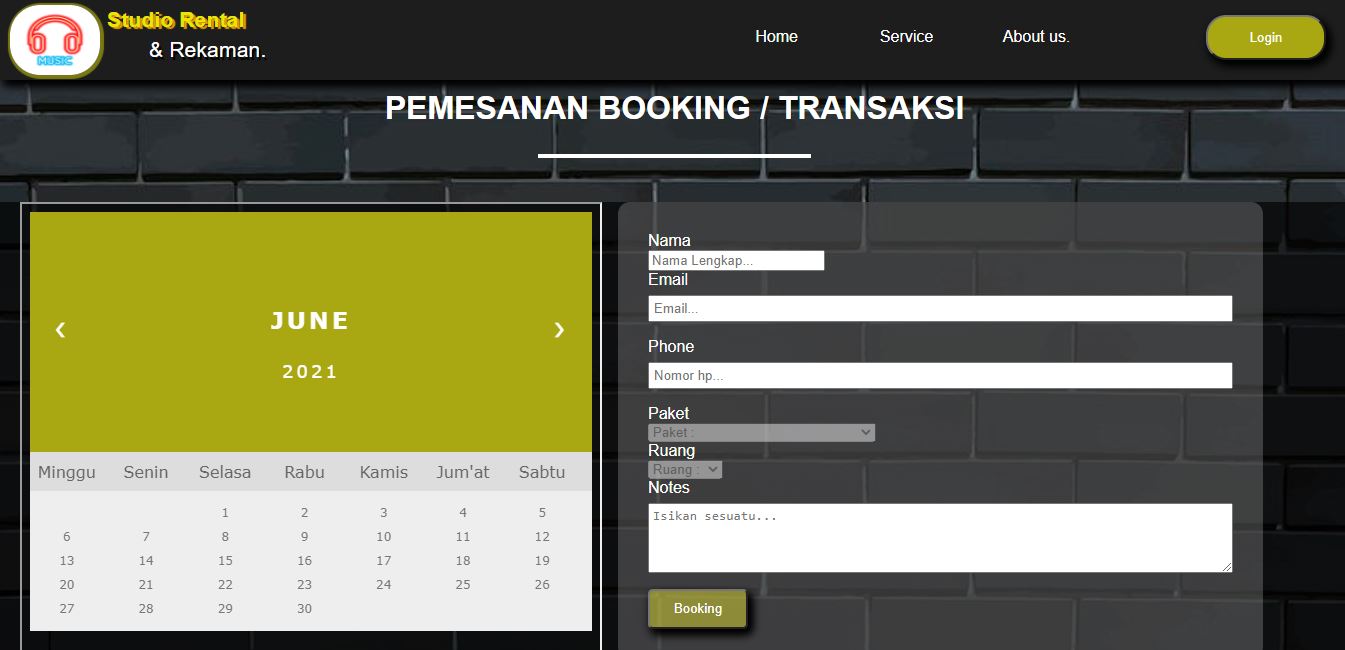 Studio Rental
& Rekaman.
MUSIC
Home Service About us.
Login
PEMESANAN BOOKING / TRANSAKSI
❮ JUNE ❯
2021
Minggu Senin Selasa Rabu Kamis Jum'at Sabtu
1 2 3 4 5
6 7 8 9 10 11 12
13 14 15 16 17 18 19
20 21 22 23 24 25 26
27 28 29 30
Nama
Nama Lengkap...
Email
Email...
Phone
Nomor hp...
Paket
Paket :
Ruang
Ruang :
Notes
Isikan sesuatu...
Booking